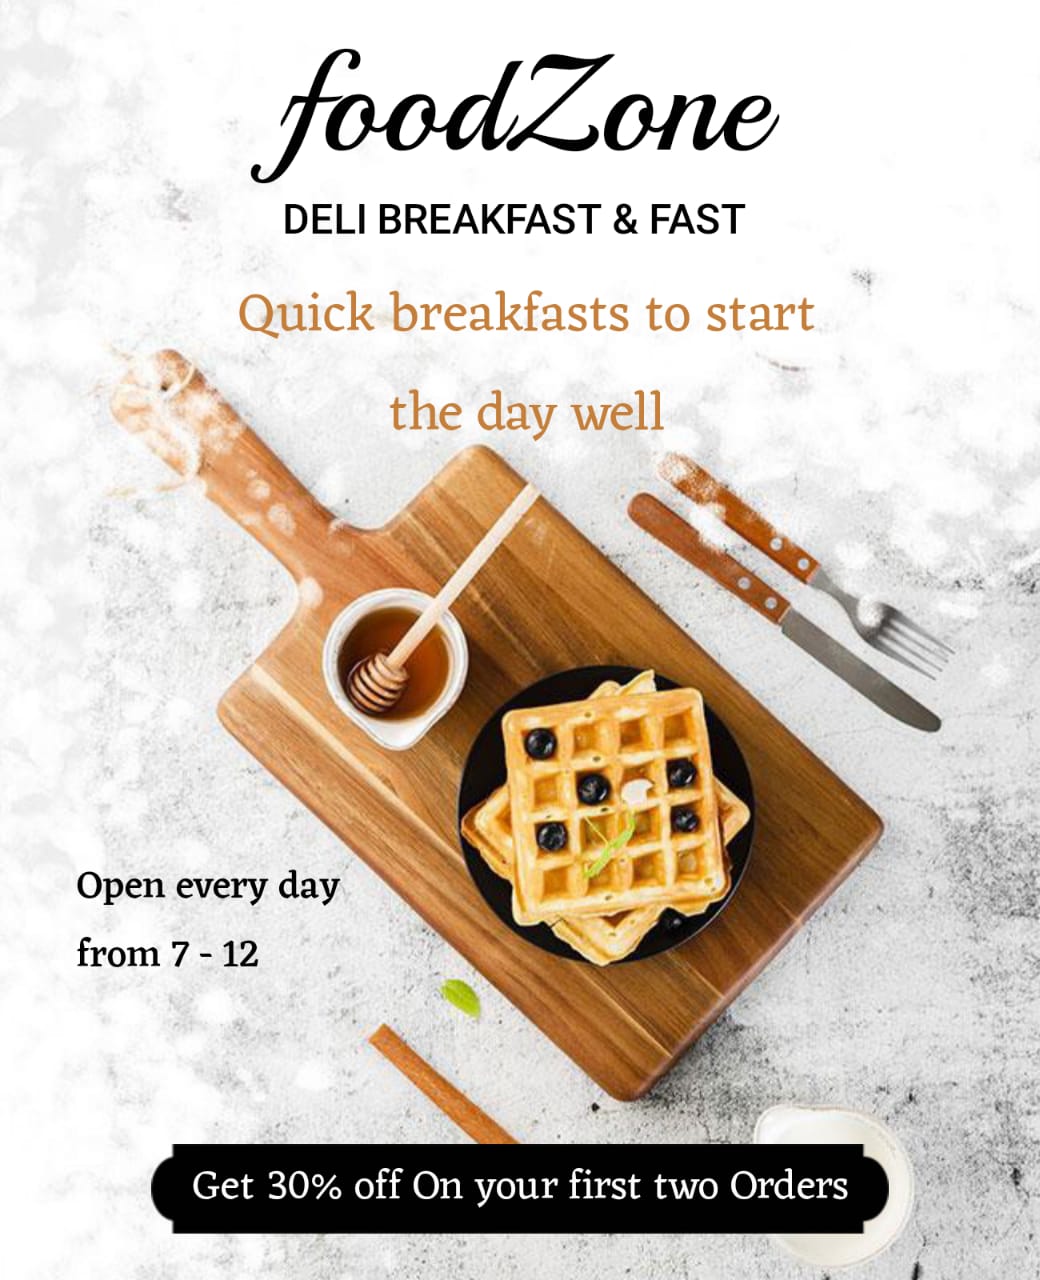 foodZone
DELI BREAKFAST & FAST
Quick breakfasts to start
the day well
Open every day
from 7 - 12
Get 30% off On your first two Orders